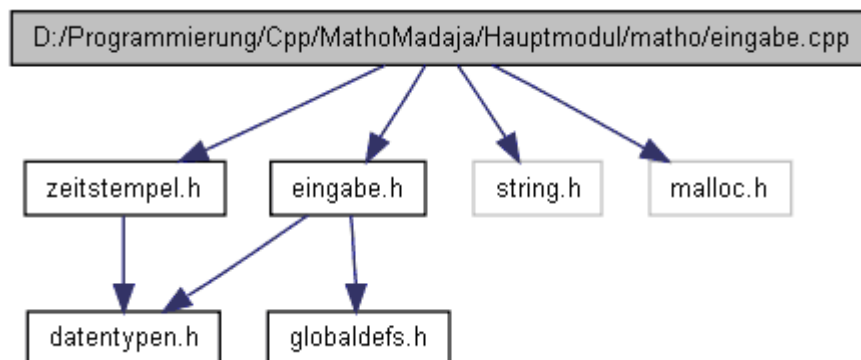 D:/Programmierung/Cpp/MathoMadaja/Hauptmodul/matho/eingabe.cpp
zeitstempel.h
eingabe.h
string.h
malloc.h
datentypen.h
globaldefs.h